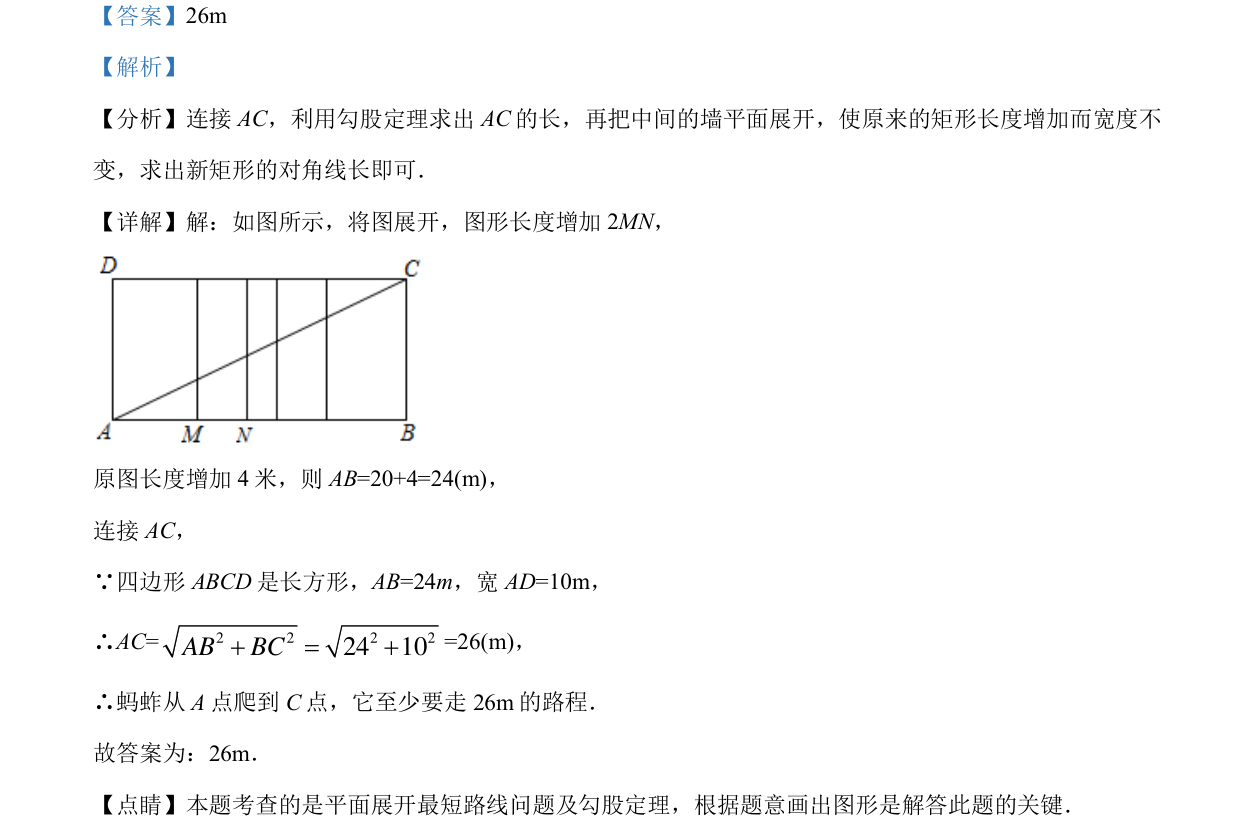 【答案】26m
【解析】
【分析】连接 AC，利用勾股定理求出 AC 的长，再把中间的墙平面展开，使原来的矩形长度增加而宽度不
变，求出新矩形的对角线长即可．
【详解】解：如图所示，将图展开，图形长度增加 2MN，
D C
A M N B
原图长度增加 4 米，则 AB=20+4=24(m)，
连接 AC，
∵四边形 ABCD 是长方形，AB=24m，宽 AD=10m，
∴AC=√(AB²+BC²)=√(24²+10²)=26(m)，
∴蚂蚱从 A 点爬到 C 点，它至少要走 26m 的路程．
故答案为：26m．
【点睛】本题考查的是平面展开最短路线问题及勾股定理，根据题意画出图形是解答此题的关键．